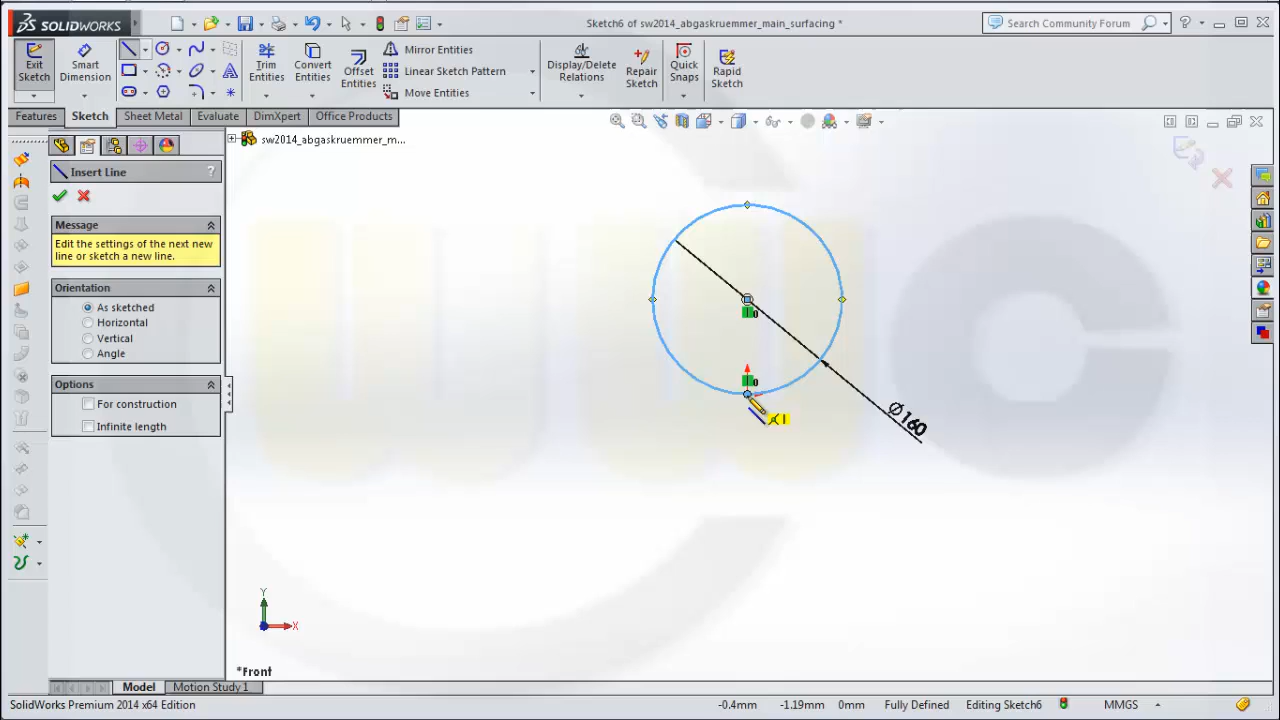 SOLIDWORKS
Sketch6 of sw2014_abgaskruemmer_main_surfacing *
Search Community Forum
?
Exit Sketch
Smart Dimension
Trim Entities
Convert Entities
Offset Entities
Mirror Entities
Linear Sketch Pattern
Move Entities
Display/Delete Relations
Repair Sketch
Quick Snaps
Rapid Sketch
Features
Sketch
Sheet Metal
Evaluate
DimXpert
Office Products
sw2014_abgaskruemmer_m...
Insert Line
?
Message
Edit the settings of the next new
line or sketch a new line.
Orientation
As sketched
Horizontal
Vertical
Angle
Options
For construction
Infinite length
0
0
Ø160
Y
X
*Front
Model
Motion Study 1
SolidWorks Premium 2014 x64 Edition
-0.4mm
-1.19mm
0mm
Fully Defined
Editing Sketch6
MMGS